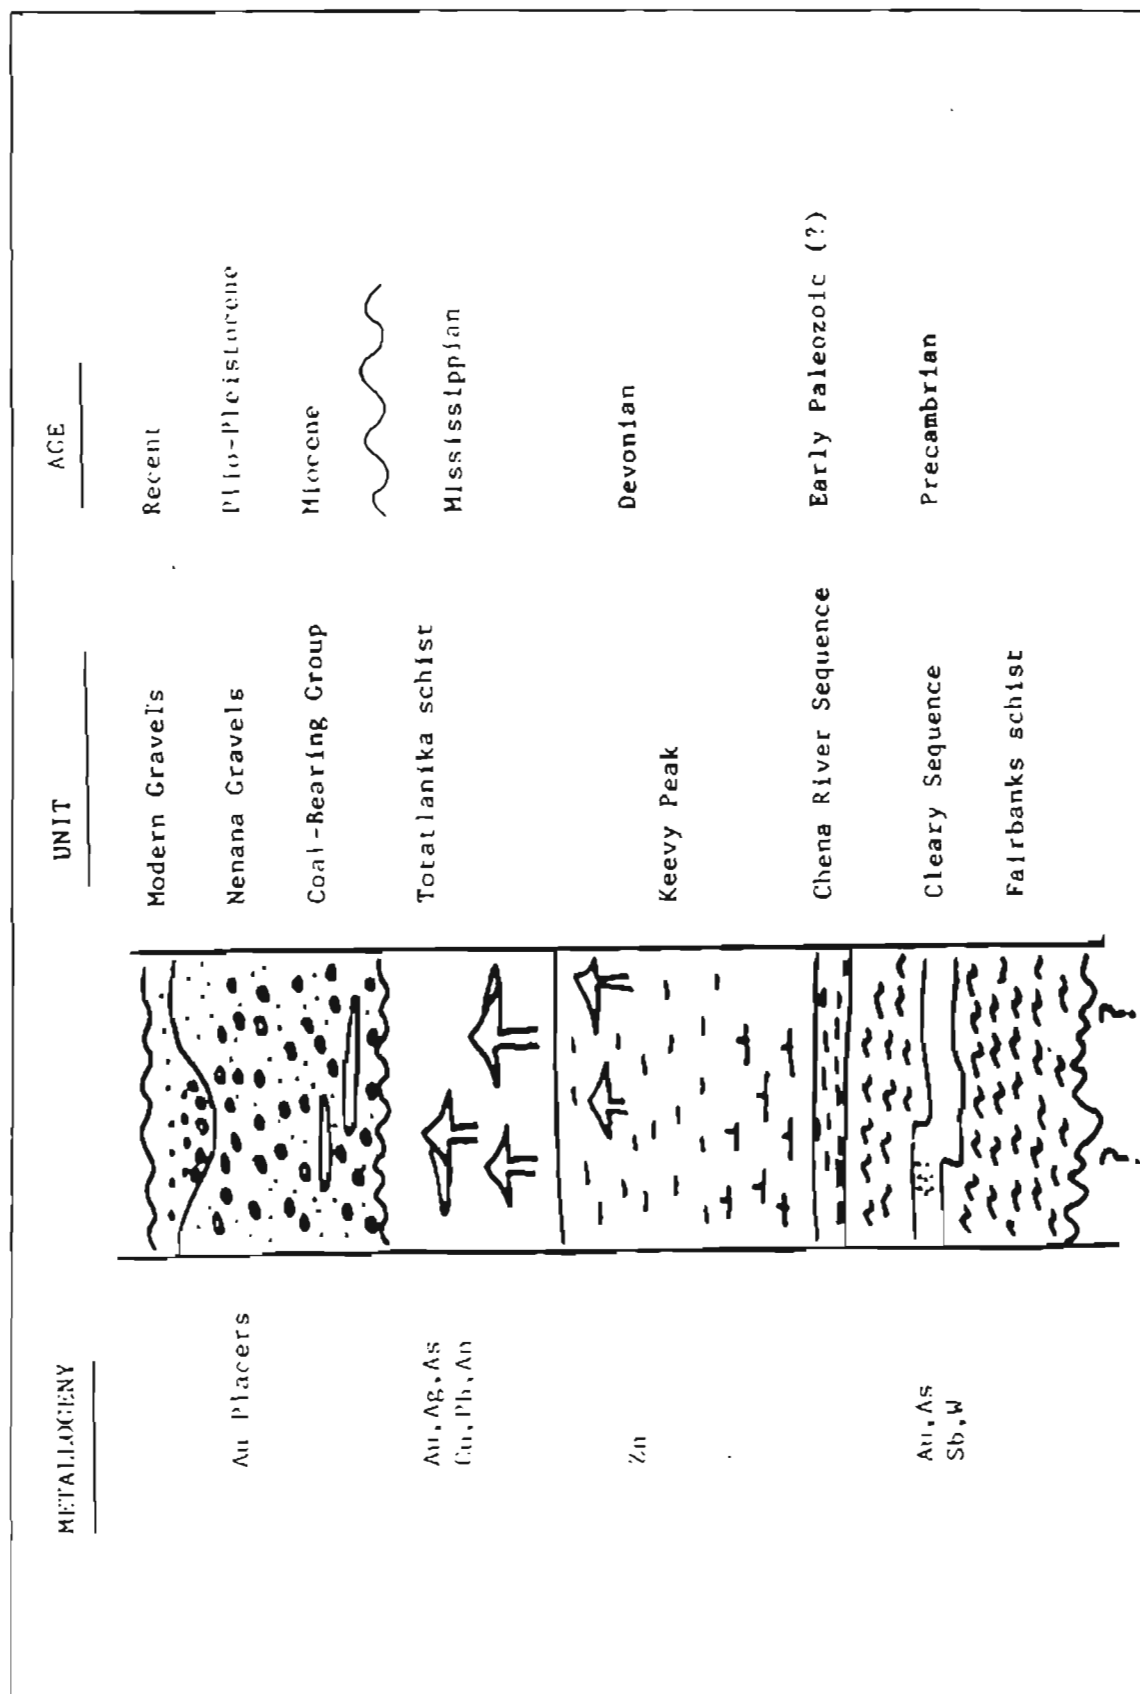 METALLOGENY UNIT AGE
Modern Gravels Recent
Au Placers Nenana Gravels Plio-Pleistocene
Coal-Bearing Group Miocene
Au,Ag,As Totatlanika schist Mississippian
Cu,Pb,An
Zn Keevy Peak Devonian
Chena River Sequence Early Paleozoic (?)
Au,As Cleary Sequence Precambrian
Sb,W
Fairbanks schist
? ?